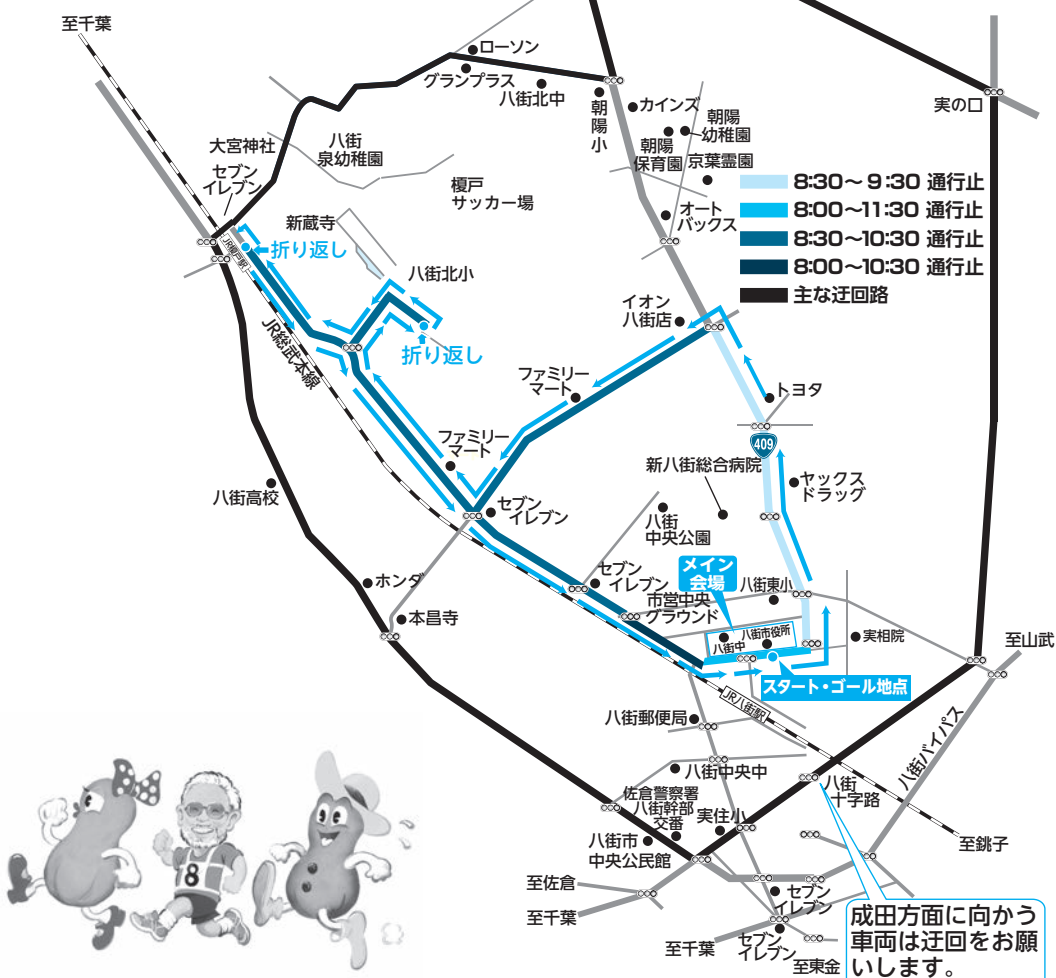 至千葉
ローソン
グランプラス
八街北中
朝陽小
カインズ
朝陽
幼稚園
朝陽
保育園
京葉霊園
実の口
大宮神社
八街
泉幼稚園
セブン
イレブン
榎戸
サッカー場
オート
バックス
8:30～9:30 通行止
8:00～11:30 通行止
8:30～10:30 通行止
8:00～10:30 通行止
主な迂回路
新蔵寺
JR榎戸駅
折り返し
八街北小
イオン
八街店
折り返し
JR総武本線
ファミリー
マート
トヨタ
409
ファミリー
マート
新八街総合病院
ヤックス
ドラッグ
八街高校
セブン
イレブン
八街
中央公園
ホンダ
セブン
イレブン
メイン
会場
八街東小
本昌寺
市営中央
グラウンド
八街中
八街市役所
実相院
至山武
スタート・ゴール地点
JR八街駅
八街郵便局
八街バイパス
八街中央中
八街
十字路
佐倉警察署
八街幹部
交番
実住小
八街市
中央公民館
至銚子
至佐倉
セブン
イレブン
至千葉
セブン
イレブン
至千葉
至東金
成田方面に向かう
車両は迂回をお願
いします。
8